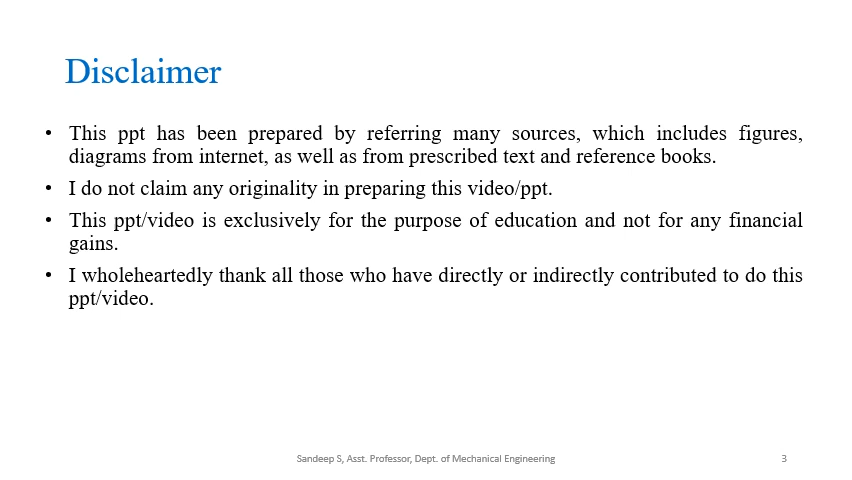 Disclaimer
• This ppt has been prepared by referring many sources, which includes figures,
diagrams from internet, as well as from prescribed text and reference books.
• I do not claim any originality in preparing this video/ppt.
• This ppt/video is exclusively for the purpose of education and not for any financial
gains.
• I wholeheartedly thank all those who have directly or indirectly contributed to do this
ppt/video.
Sandeep S, Asst. Professor, Dept. of Mechanical Engineering
3